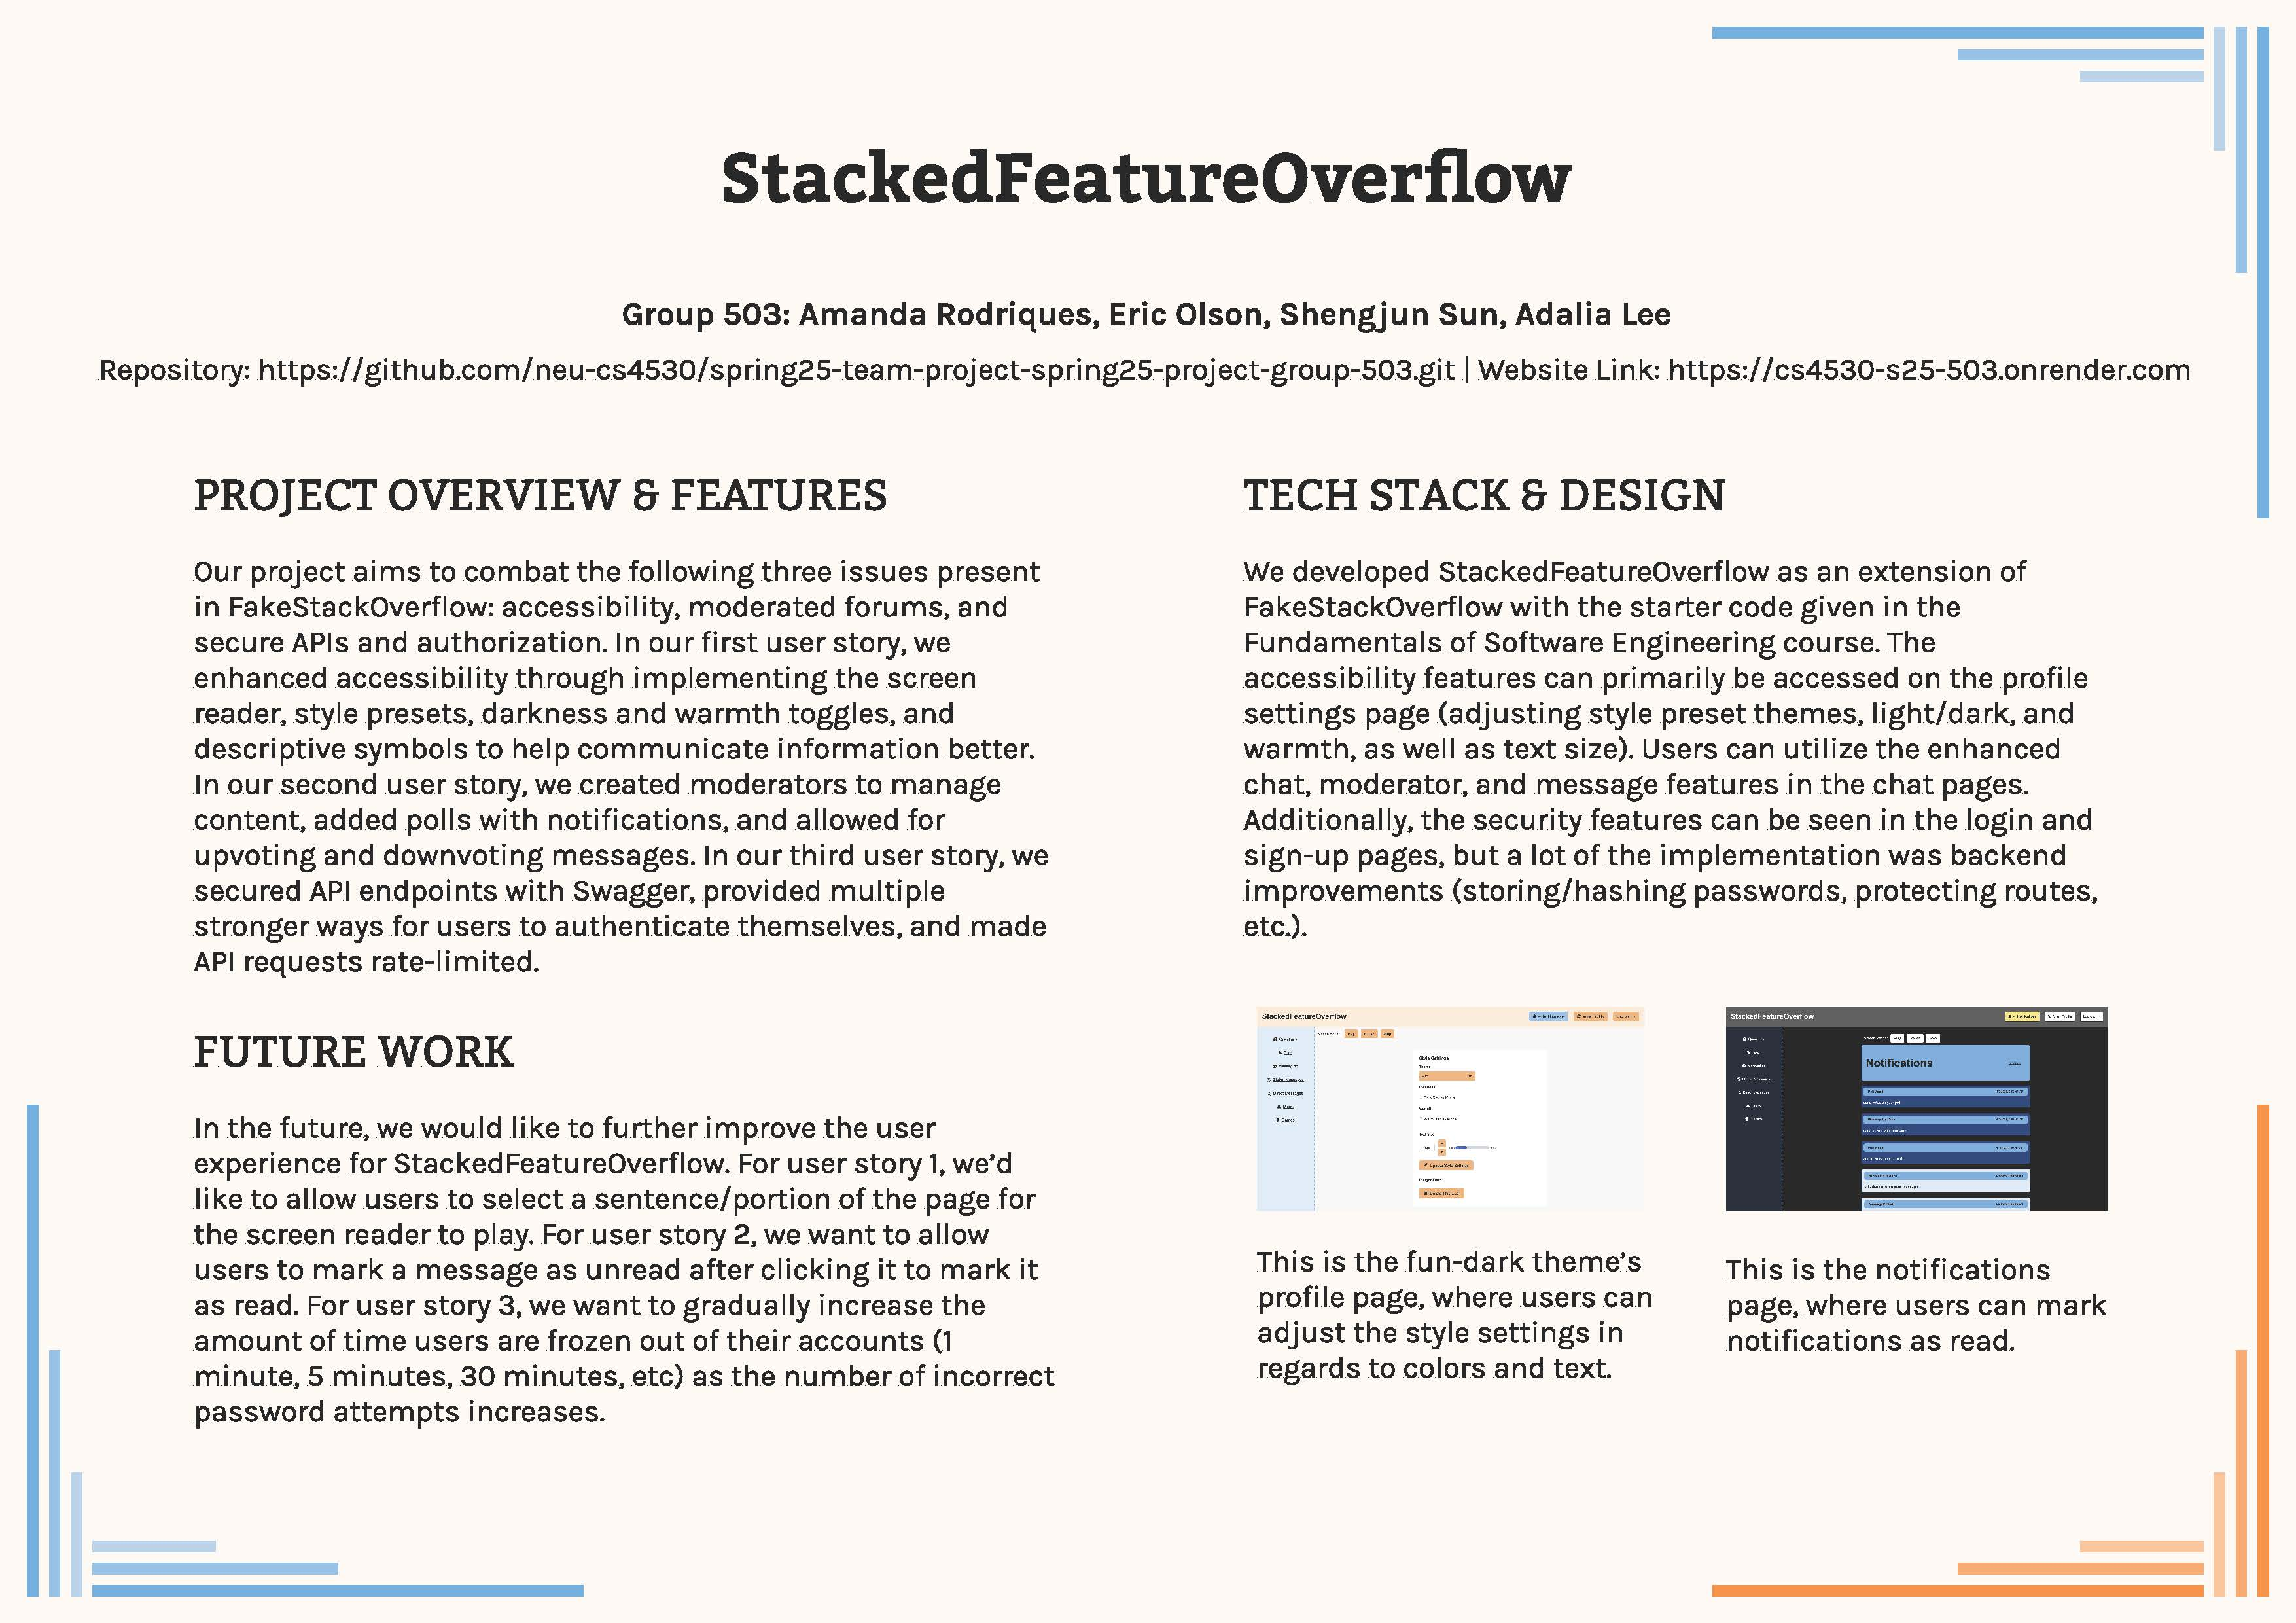 StackedFeatureOverflow
Group 503: Amanda Rodriques, Eric Olson, Shengjun Sun, Adalia Lee
Repository: https://github.com/neu-cs4530/spring25-team-project-spring25-project-group-503.git | Website Link: https://cs4530-s25-503.onrender.com
PROJECT OVERVIEW & FEATURES
Our project aims to combat the following three issues present
in FakeStackOverflow: accessibility, moderated forums, and
secure APIs and authorization. In our first user story, we
enhanced accessibility through implementing the screen
reader, style presets, darkness and warmth toggles, and
descriptive symbols to help communicate information better.
In our second user story, we created moderators to manage
content, added polls with notifications, and allowed for
upvoting and downvoting messages. In our third user story, we
secured API endpoints with Swagger, provided multiple
stronger ways for users to authenticate themselves, and made
API requests rate-limited.
FUTURE WORK
In the future, we would like to further improve the user
experience for StackedFeatureOverflow. For user story 1, we’d
like to allow users to select a sentence/portion of the page for
the screen reader to play. For user story 2, we want to allow
users to mark a message as unread after clicking it to mark it
as read. For user story 3, we want to gradually increase the
amount of time users are frozen out of their accounts (1
minute, 5 minutes, 30 minutes, etc) as the number of incorrect
password attempts increases.
TECH STACK & DESIGN
We developed StackedFeatureOverflow as an extension of
FakeStackOverflow with the starter code given in the
Fundamentals of Software Engineering course. The
accessibility features can primarily be accessed on the profile
settings page (adjusting style preset themes, light/dark, and
warmth, as well as text size). Users can utilize the enhanced
chat, moderator, and message features in the chat pages.
Additionally, the security features can be seen in the login and
sign-up pages, but a lot of the implementation was backend
improvements (storing/hashing passwords, protecting routes,
etc.).
StackedFeatureOverflow
Style Settings
Theme
StackedFeatureOverflow
Notifications
This is the fun-dark theme’s
profile page, where users can
adjust the style settings in
regards to colors and text.
This is the notifications
page, where users can mark
notifications as read.